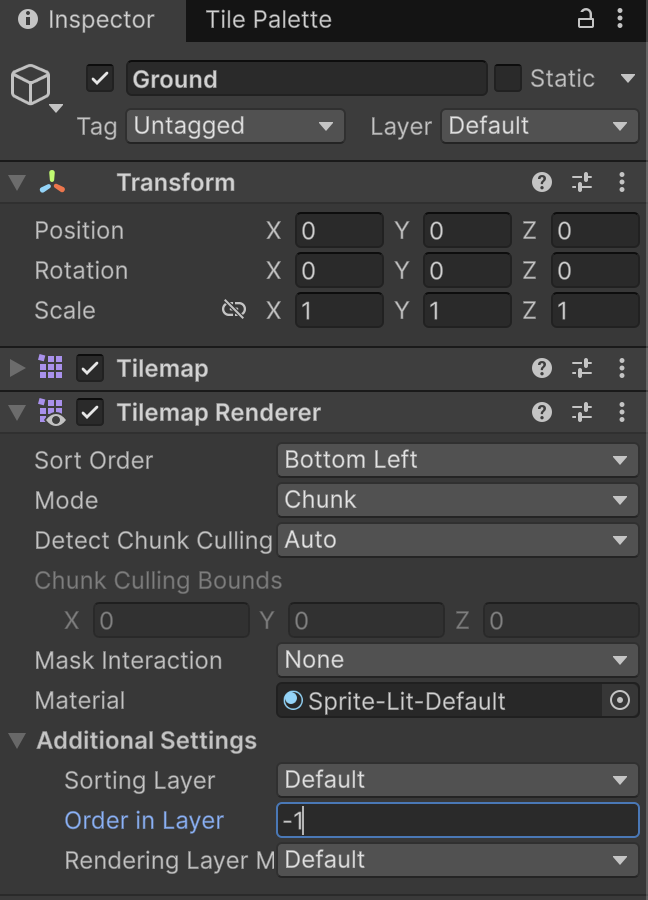 Inspector Tile Palette
Ground Static
Tag Untagged Layer Default
Transform
Position X 0 Y 0 Z 0
Rotation X 0 Y 0 Z 0
Scale X 1 Y 1 Z 1
Tilemap
Tilemap Renderer
Sort Order Bottom Left
Mode Chunk
Detect Chunk Culling Auto
Chunk Culling Bounds
X 0 Y 0 Z 0
Mask Interaction None
Material Sprite-Lit-Default
Additional Settings
Sorting Layer Default
Order in Layer -1
Rendering Layer M Default